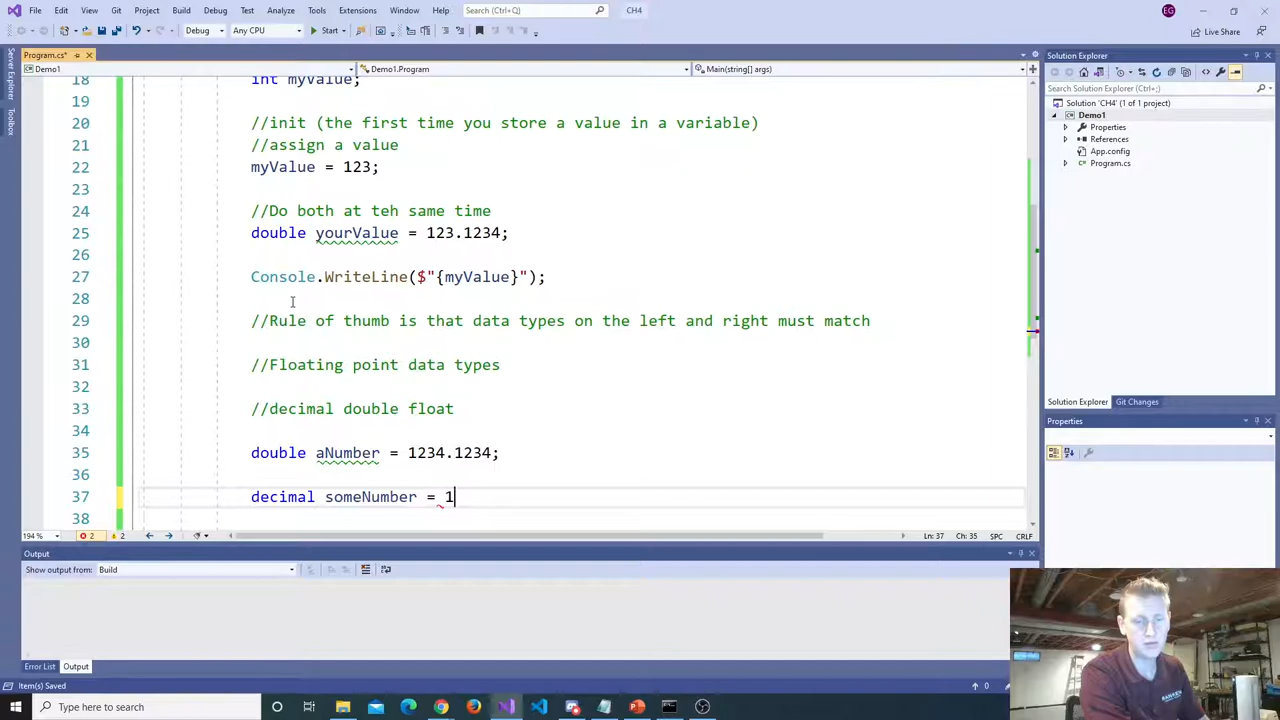 File Edit View Git Project Build Debug Test Analyze Tools Extensions Window Help Search (Ctrl+Q) CH4 EG
Debug Any CPU Start Live Share
Program.cs*
Demo1 Demo1.Program Main(string[] args)
Server Explorer
Toolbox
18 int myValue;
19
20 //init (the first time you store a value in a variable)
21 //assign a value
22 myValue = 123;
23
24 //Do both at teh same time
25 double yourValue = 123.1234;
26
27 Console.WriteLine($"{myValue}");
28
29 //Rule of thumb is that data types on the left and right must match
30
31 //Floating point data types
32
33 //decimal double float
34
35 double aNumber = 1234.1234;
36
37 decimal someNumber = 1
38
194 % 2 2 Ln: 37 Ch: 35 SPC CRLF
Output
Show output from: Build
Error List Output
Item(s) Saved 0
Solution Explorer
Search Solution Explorer (Ctrl+;)
Solution 'CH4' (1 of 1 project)
Demo1
Properties
References
App.config
Program.cs
Solution Explorer Git Changes
Properties
Type here to search